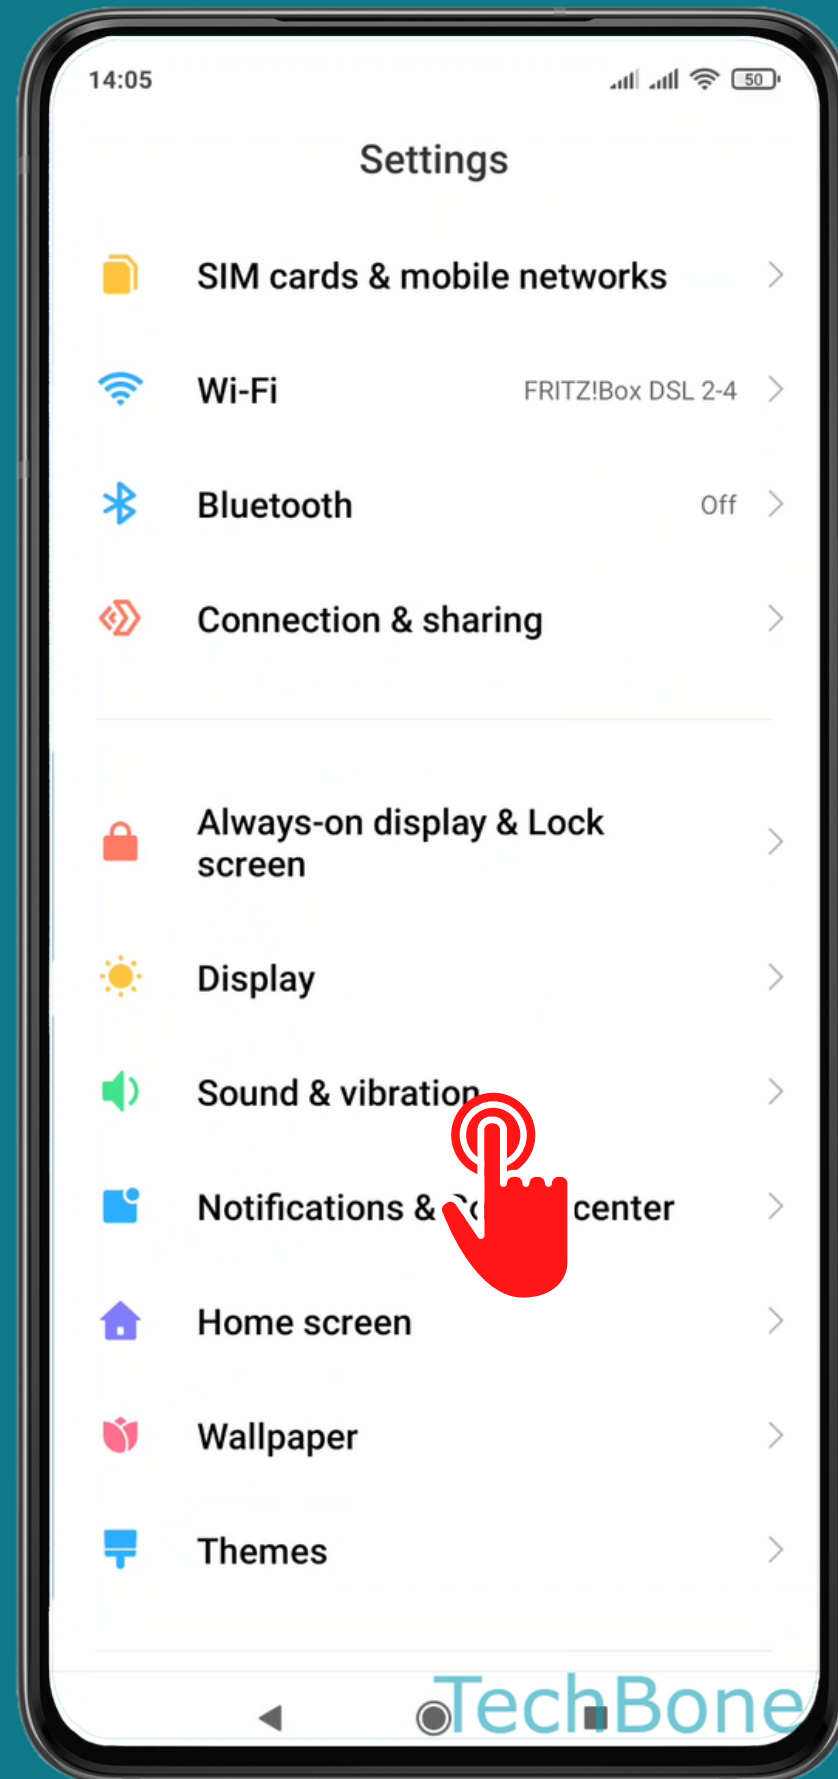 14:05
50
Settings
SIM cards & mobile networks
Wi-Fi FRITZ!Box DSL 2-4
Bluetooth Off
Connection & sharing
Always-on display & Lock
screen
Display
Sound & vibration
Notifications & center
Home screen
Wallpaper
Themes
TechBone